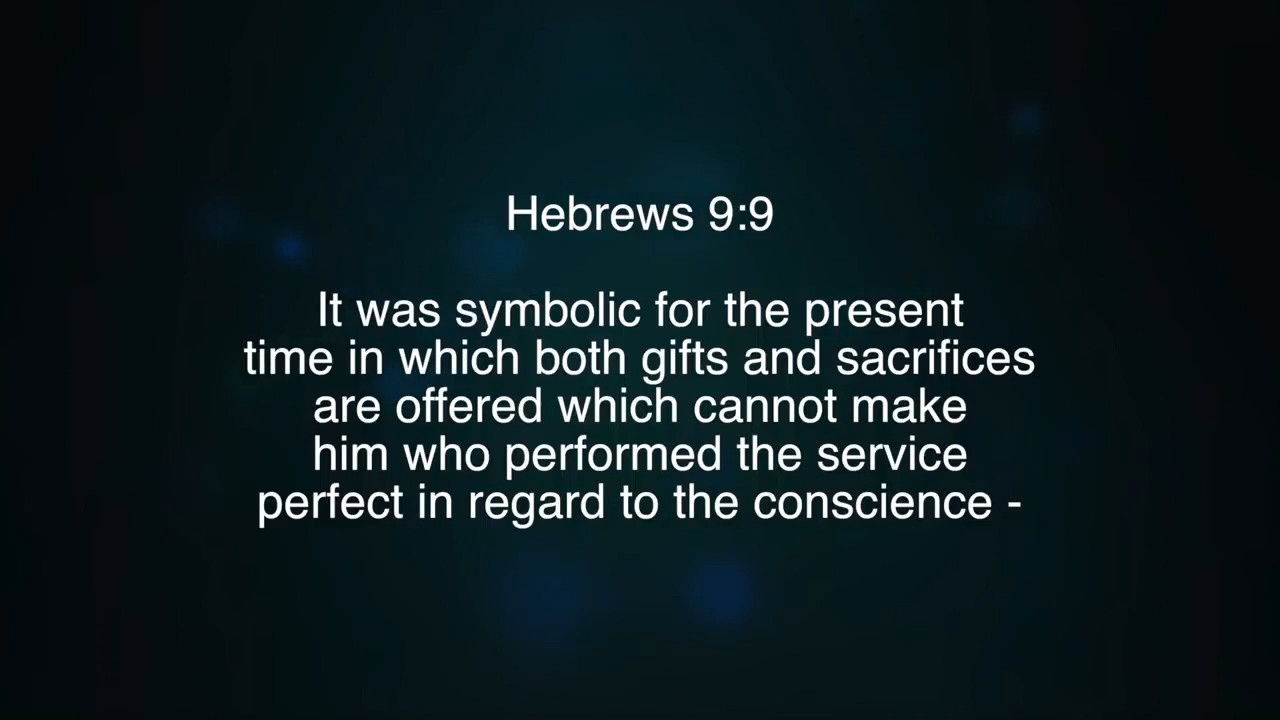 Hebrews 9:9
It was symbolic for the present
time in which both gifts and sacrifices
are offered which cannot make
him who performed the service
perfect in regard to the conscience -